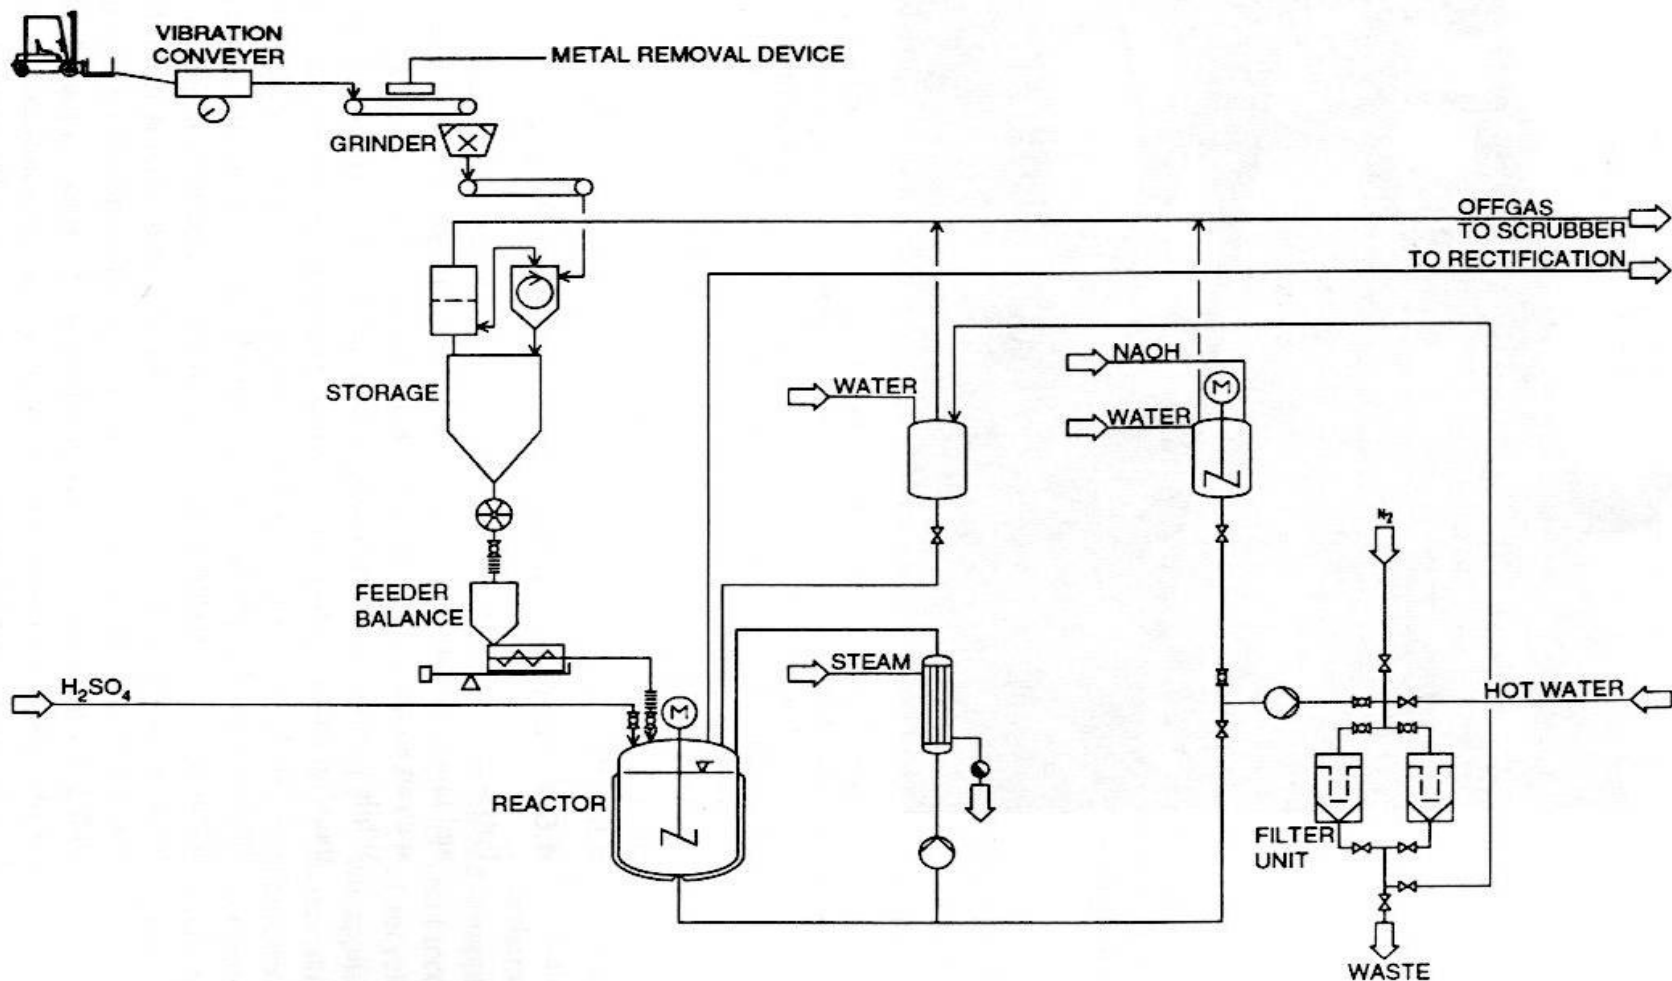 VIBRATION
CONVEYER
METAL REMOVAL DEVICE
GRINDER
OFFGAS
TO SCRUBBER
TO RECTIFICATION
NAOH
M
STORAGE
WATER
WATER
N₂
FEEDER
BALANCE
STEAM
H₂SO₄
HOT WATER
M
REACTOR
FILTER
UNIT
WASTE